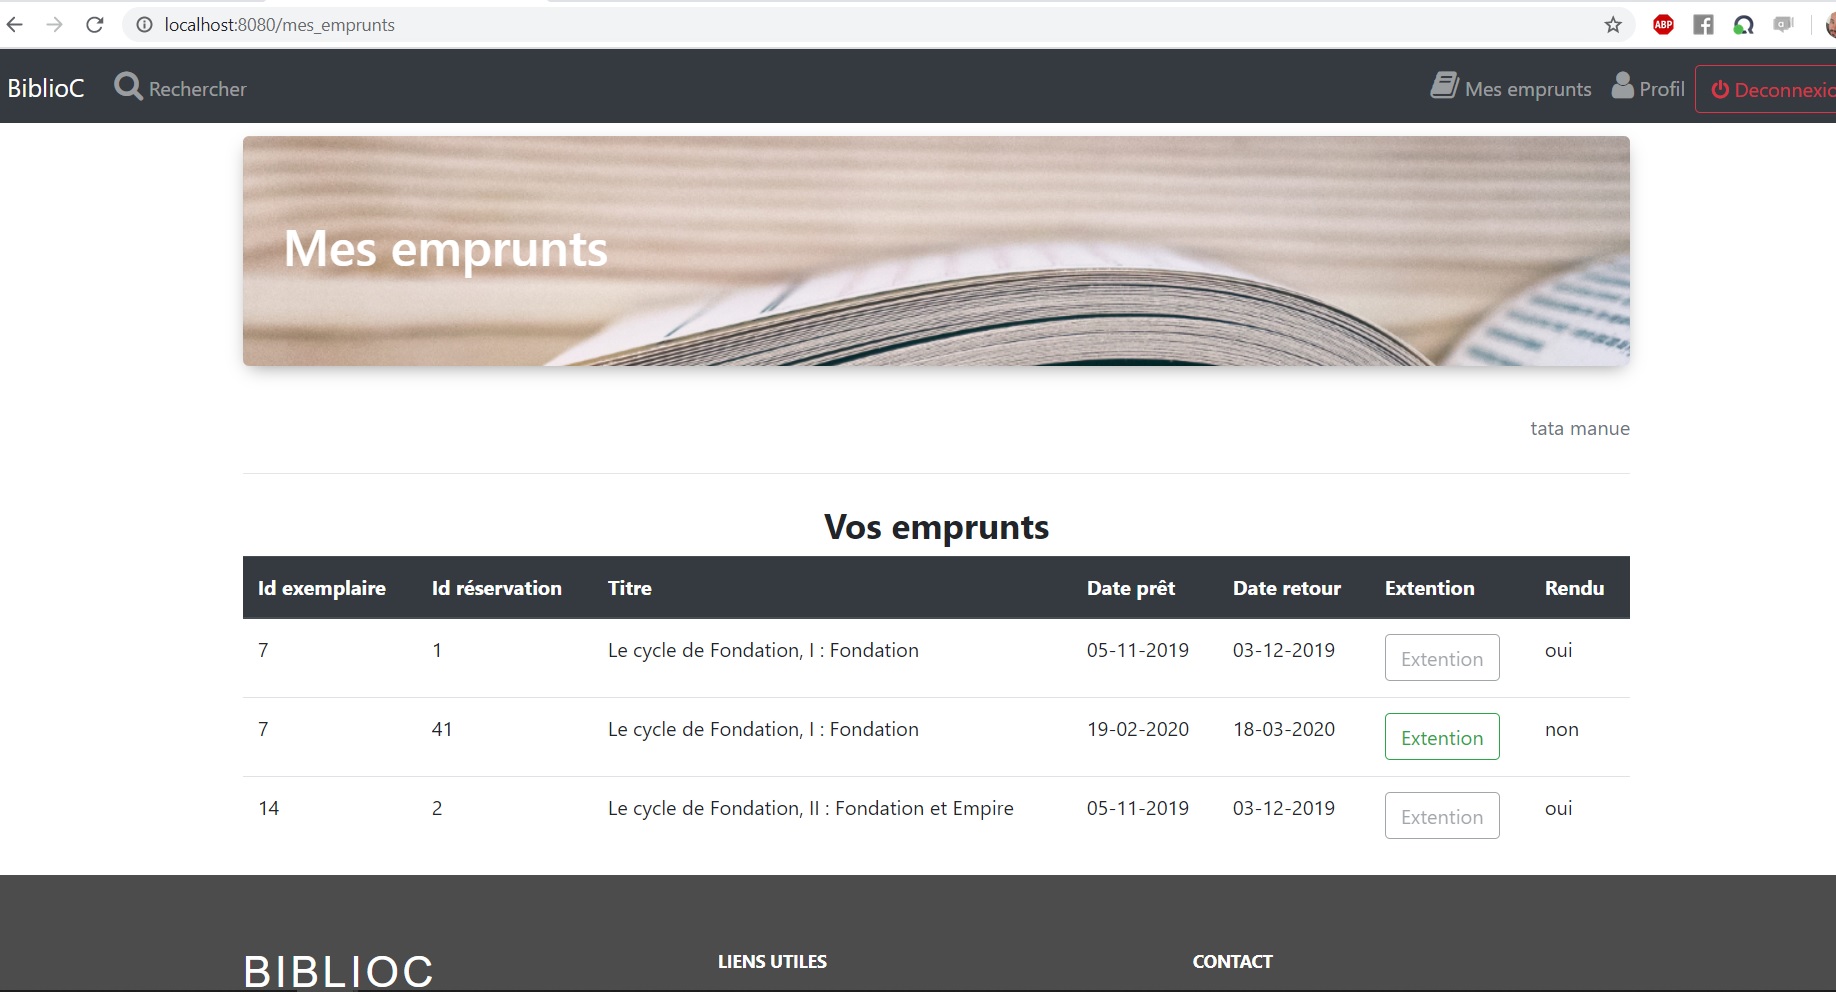 localhost:8080/mes_emprunts
ABP
BiblioC Rechercher Mes emprunts Profil
Mes emprunts
tata manue
Vos emprunts
Id exemplaire Id réservation Titre Date prêt Date retour Extention Rendu
7 1 Le cycle de Fondation, I : Fondation 05-11-2019 03-12-2019 Extention oui
7 41 Le cycle de Fondation, I : Fondation 19-02-2020 18-03-2020 Extention non
14 2 Le cycle de Fondation, II : Fondation et Empire 05-11-2019 03-12-2019 Extention oui
BIBLIOC LIENS UTILES CONTACT